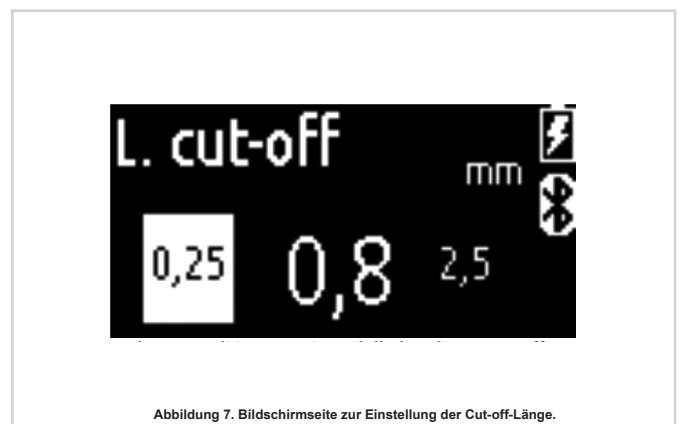 L. cut-off
mm
0,25 0,8 2,5
Abbildung 7. Bildschirmseite zur Einstellung der Cut-off-Länge.